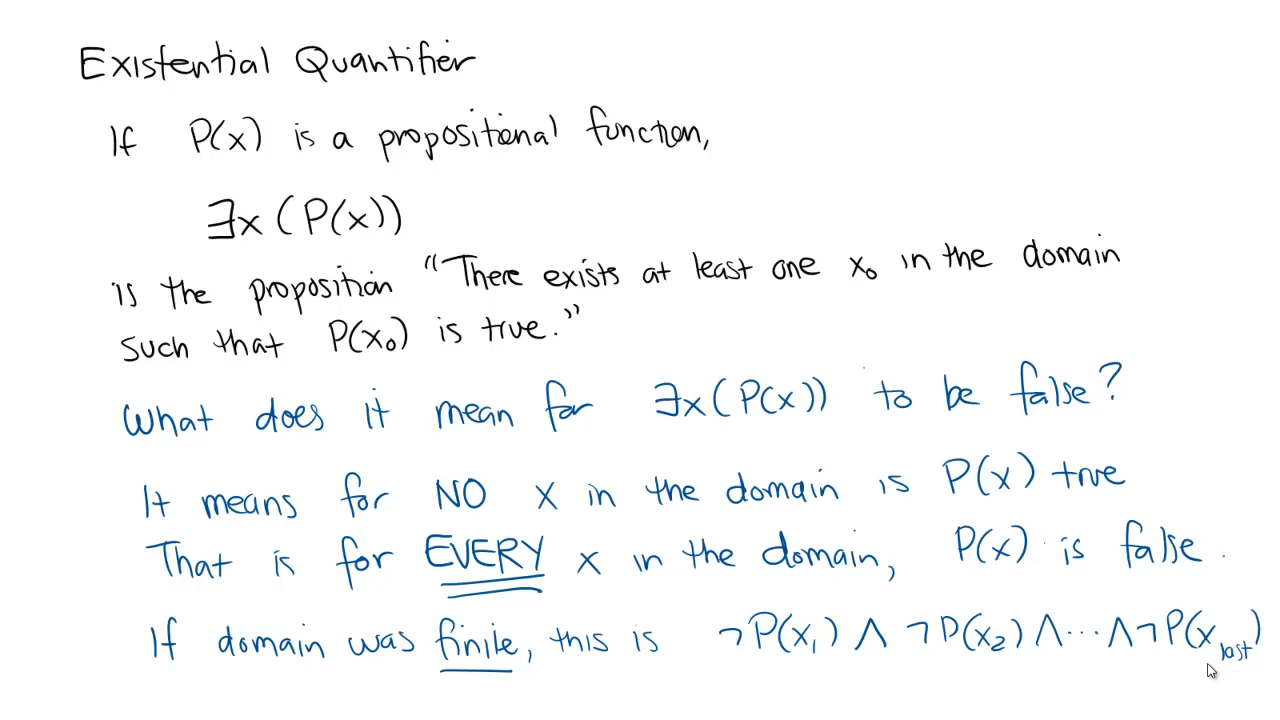 Existential Quantifier
If P(x) is a propositional function,
∃x (P(x))
is the proposition “There exists at least one x₀ in the domain
such that P(x₀) is true.”
What does it mean for ∃x(P(x)) to be false?
It means for NO x in the domain is P(x) true
That is for EVERY x in the domain, P(x) is false.
If domain was finite, this is ¬P(x₁) ∧ ¬P(x₂) ∧ ... ∧ ¬P(x_last)